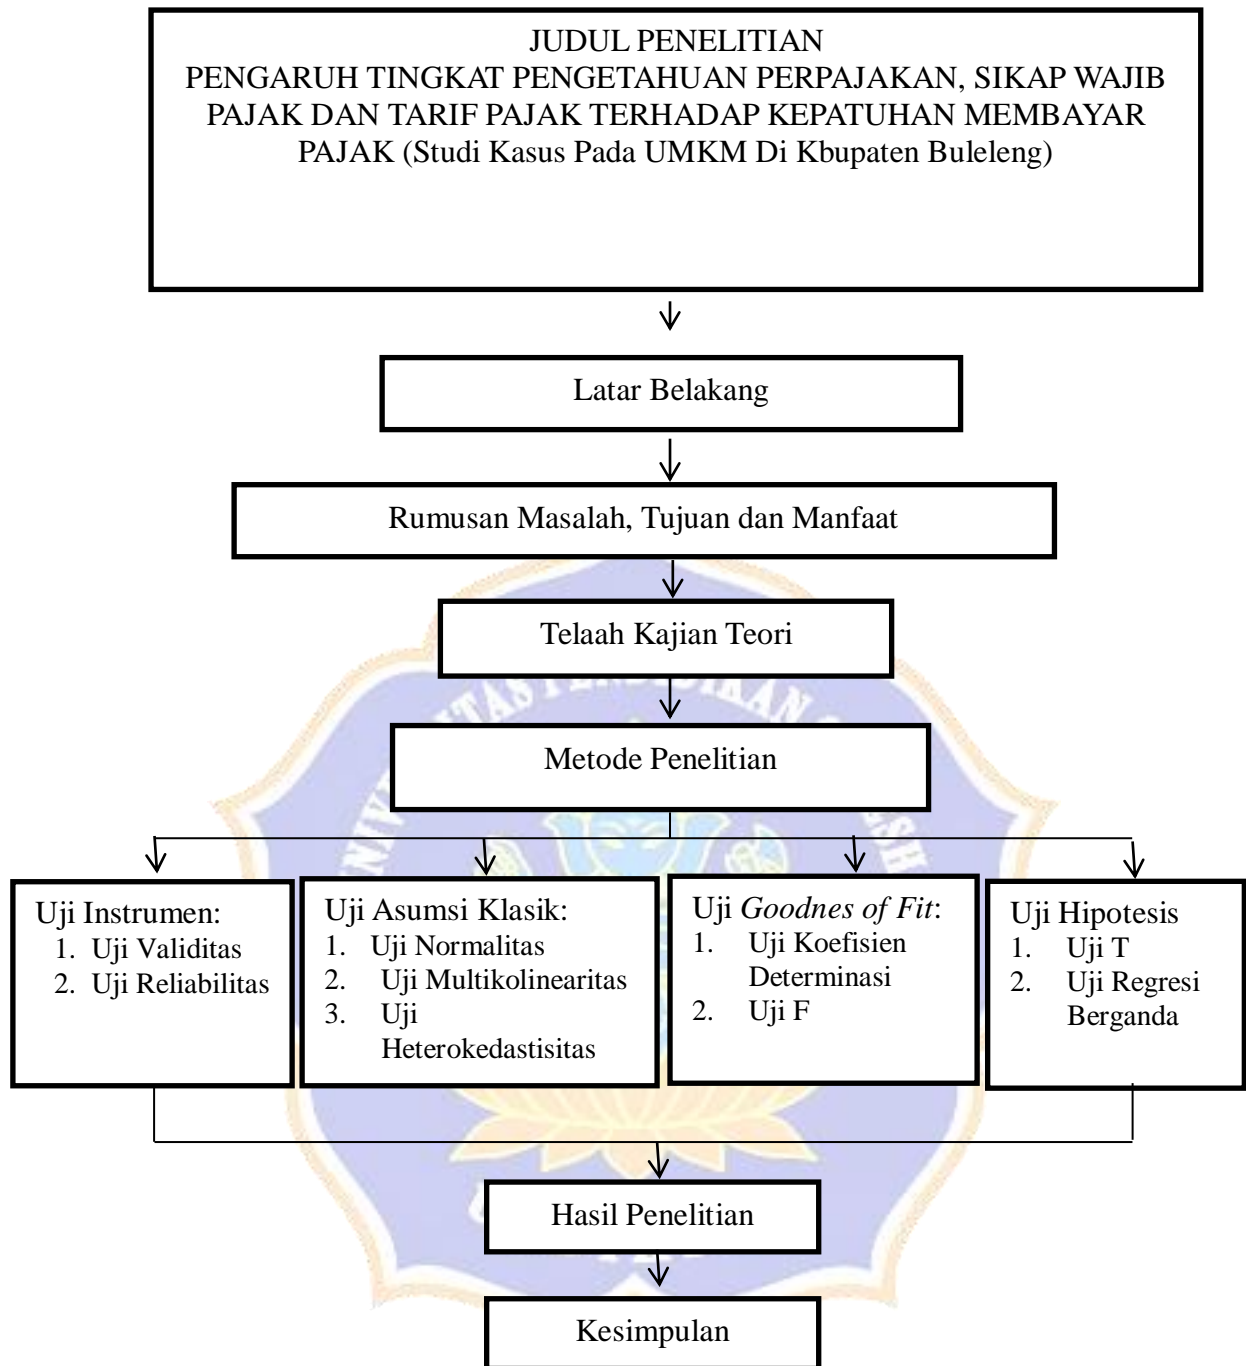 JUDUL PENELITIAN
PENGARUH TINGKAT PENGETAHUAN PERPAJAKAN, SIKAP WAJIB
PAJAK DAN TARIF PAJAK TERHADAP KEPATUHAN MEMBAYAR
PAJAK (Studi Kasus Pada UMKM Di Kbupaten Buleleng)
Latar Belakang
Rumusan Masalah, Tujuan dan Manfaat
Telaah Kajian Teori
Metode Penelitian
Uji Instrumen:
1. Uji Validitas
2. Uji Reliabilitas
Uji Asumsi Klasik:
1. Uji Normalitas
2. Uji Multikolinearitas
3. Uji
Heterokedastisitas
Uji Goodnes of Fit:
1. Uji Koefisien
Determinasi
2. Uji F
Uji Hipotesis
1. Uji T
2. Uji Regresi
Berganda
Hasil Penelitian
Kesimpulan